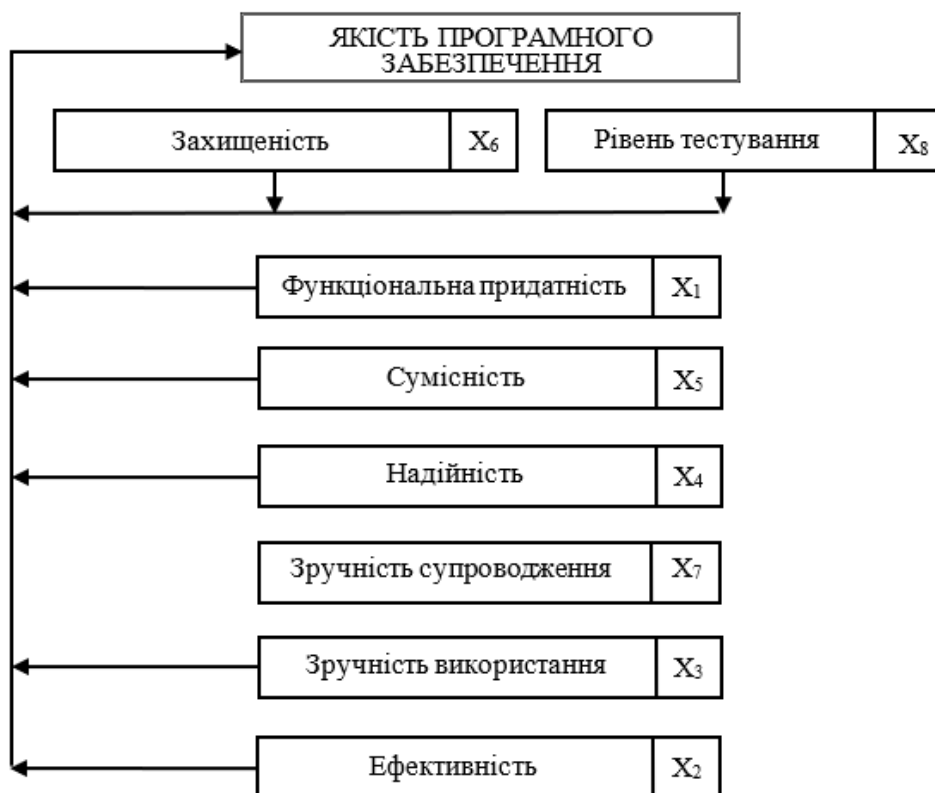 ЯКІСТЬ ПРОГРАМНОГО
ЗАБЕЗПЕЧЕННЯ
Захищеність X₆
Рівень тестування X₈
Функціональна придатність X₁
Сумісність X₅
Надійність X₄
Зручність супроводження X₇
Зручність використання X₃
Ефективність X₂